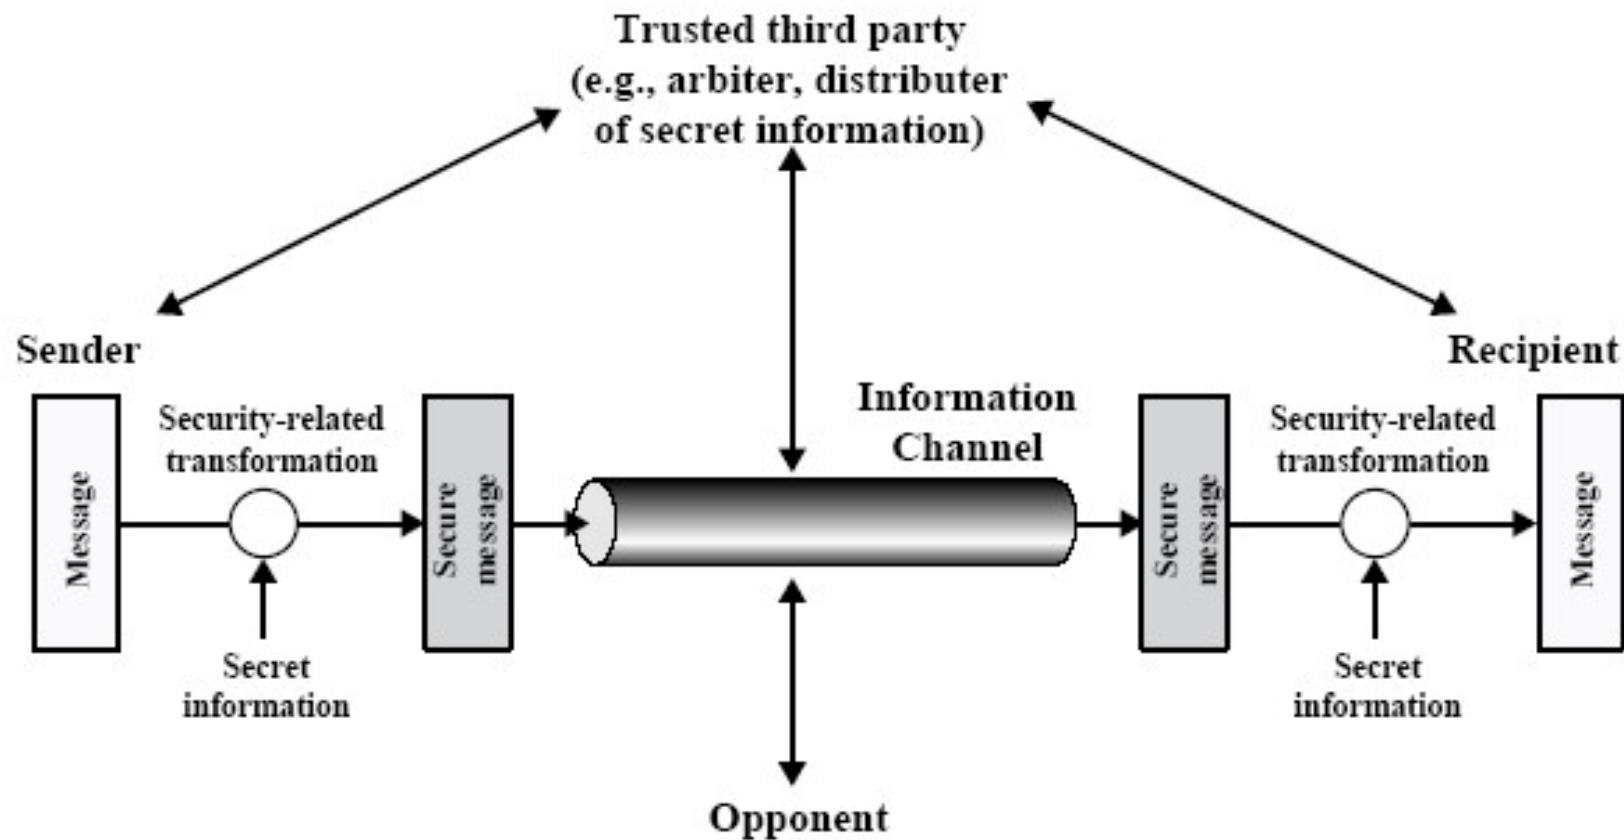 Trusted third party
(e.g., arbiter, distributer
of secret information)
Sender
Recipient
Message
Security-related
transformation
Secret
information
Secure
message
Information
Channel
Secure
message
Security-related
transformation
Secret
information
Message
Opponent